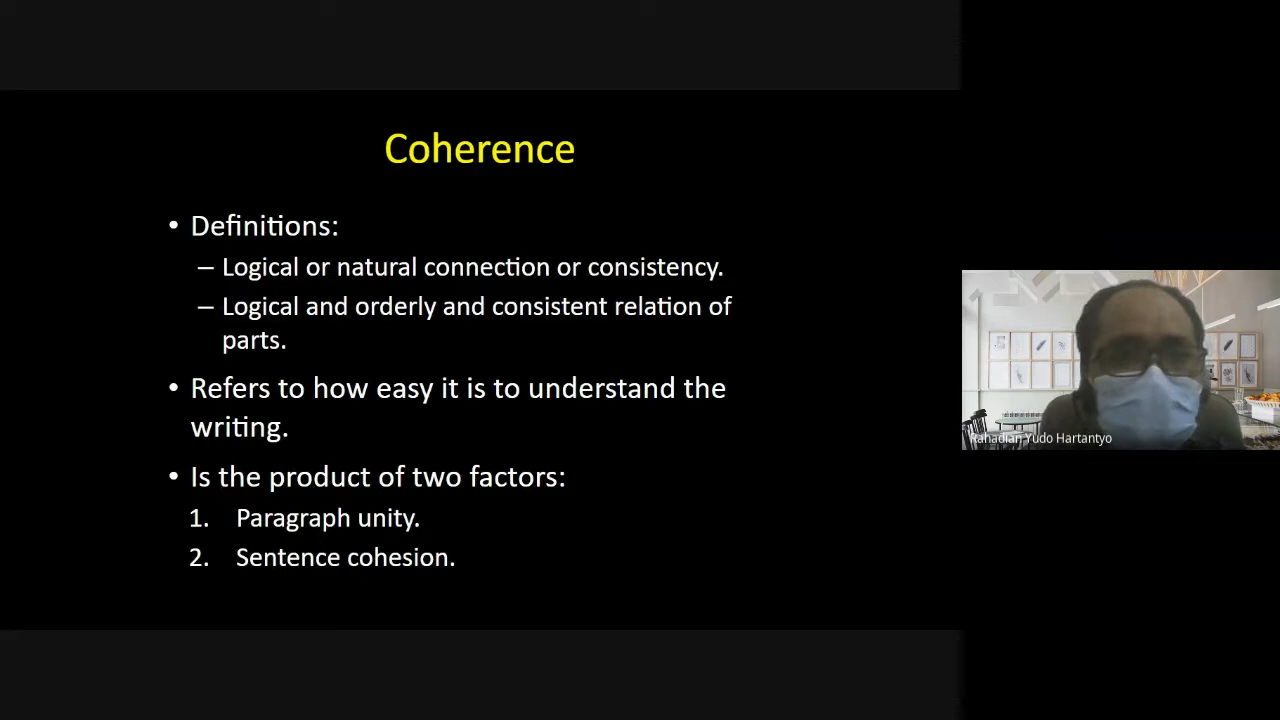 Coherence
• Definitions:
– Logical or natural connection or consistency.
– Logical and orderly and consistent relation of
parts.
• Refers to how easy it is to understand the
writing.
• Is the product of two factors:
1. Paragraph unity.
2. Sentence cohesion.
Rahadian Yudo Hartantyo